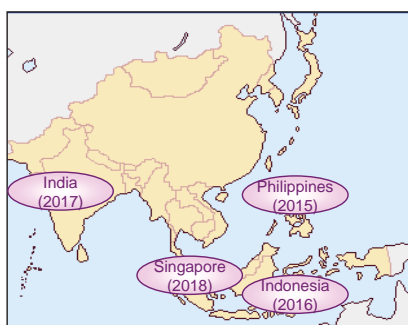 India
(2017)
Philippines
(2015)
Singapore
(2018)
Indonesia
(2016)